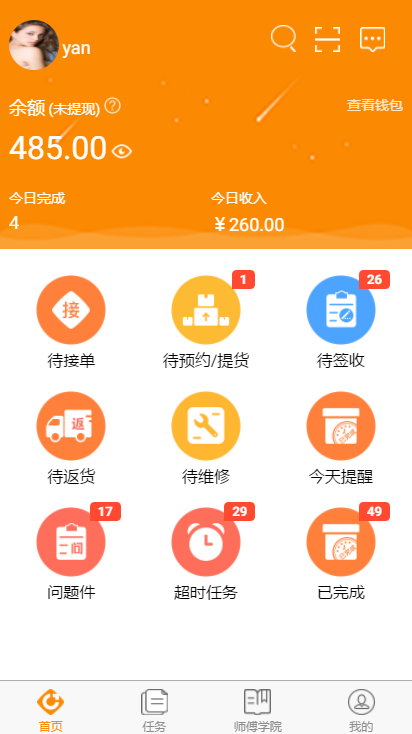 yan
余额 (未提现) ?
查看钱包
485.00
今日完成 今日收入
4 ￥260.00
接 1 26
待接单 待预约/提货 待签收
返
待返货 待维修 今天提醒
17 29 49
问题件 超时任务 已完成
首页 任务 师傅学院 我的